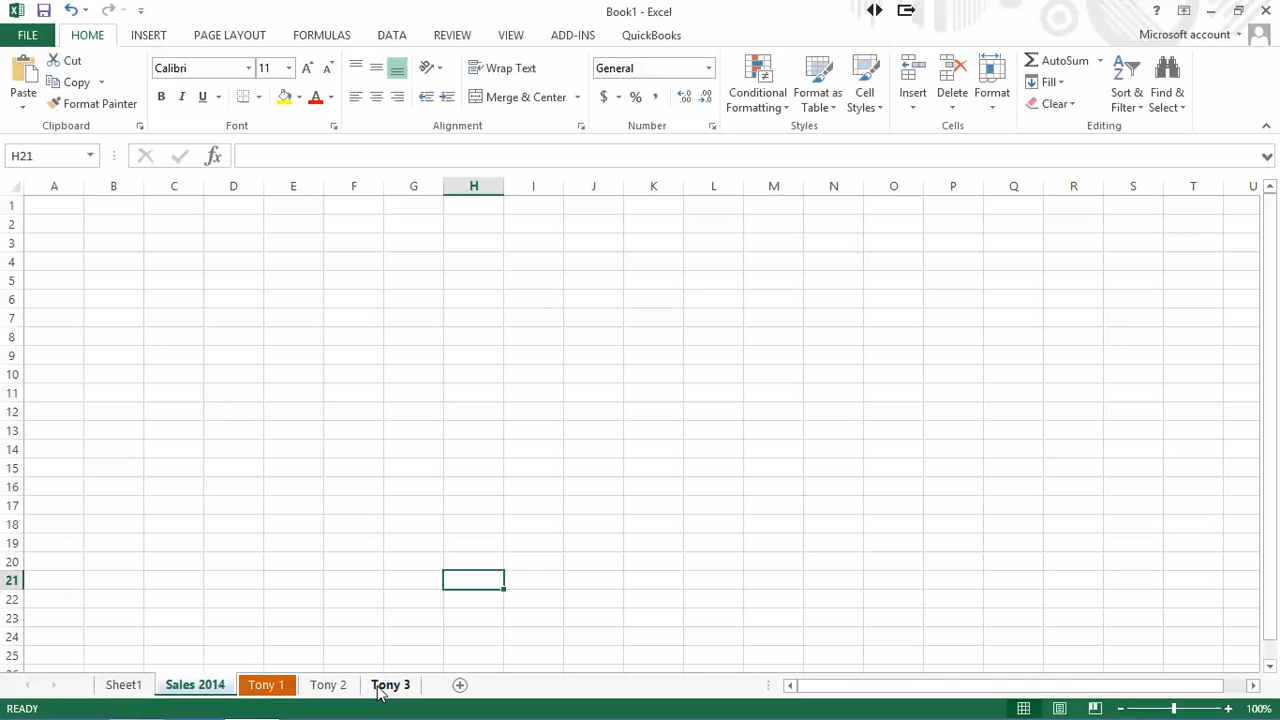 Book1 - Excel
?
FILE HOME INSERT PAGE LAYOUT FORMULAS DATA REVIEW VIEW ADD-INS QuickBooks Microsoft account
Paste
Cut
Copy
Format Painter
Clipboard
Calibri 11
B I U A
Font
Wrap Text
Merge & Center
Alignment
General
$ % ,
Number
Conditional Formatting
Format as Table
Cell Styles
Styles
Insert
Delete
Format
Cells
AutoSum
Fill
Clear
Sort & Filter
Find & Select
Editing
H21 fx
A B C D E F G H I J K L M N O P Q R S T U
1
2
3
4
5
6
7
8
9
10
11
12
13
14
15
16
17
18
19
20
21
22
23
24
25
Sheet1 Sales 2014 Tony 1 Tony 2 Tony 3
READY 100%